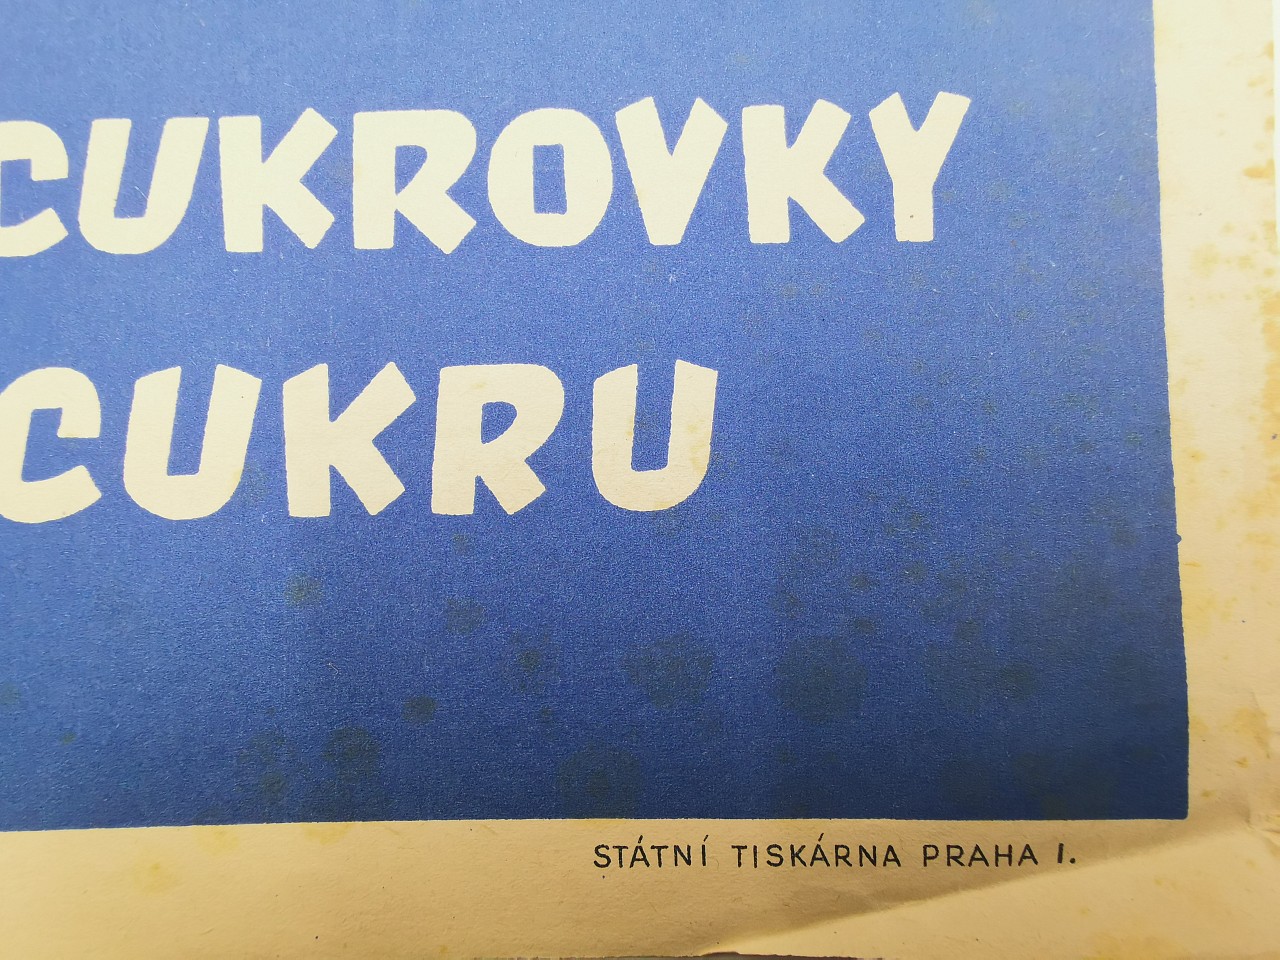 CUKROVKY
CUKRU
STÁTNÍ TISKÁRNA PRAHA I.